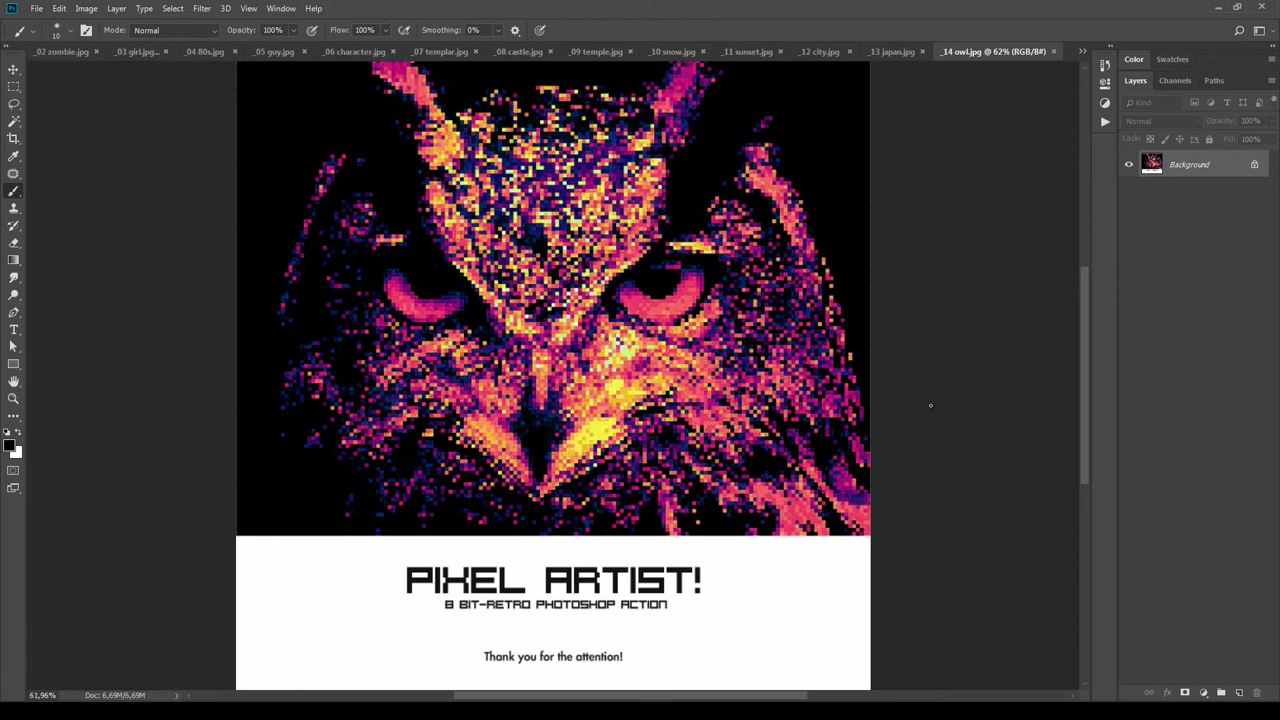 Ps File Edit Image Layer Type Select Filter 3D View Window Help
10 Mode: Normal Opacity: 100% Flow: 100% Smoothing: 0%
_02 zombie.jpg × _03 girl.jpg... × _04 80s.jpg × _05 guy.jpg × _06 character.jpg × _07 templar.jpg × _08 castle.jpg × _09 temple.jpg × _10 snow.jpg × _11 sunset.jpg × _12 city.jpg × _13 japan.jpg × _14 owl.jpg @ 62% (RGB/8#) ×
Color Swatches
Layers Channels Paths
Kind
Normal Opacity: 100%
Lock: Fill: 100%
Background
PIXEL ARTIST!
8 BIT-RETRO PHOTOSHOP ACTION
Thank you for the attention!
61,96% Doc: 6,69M/6,69M